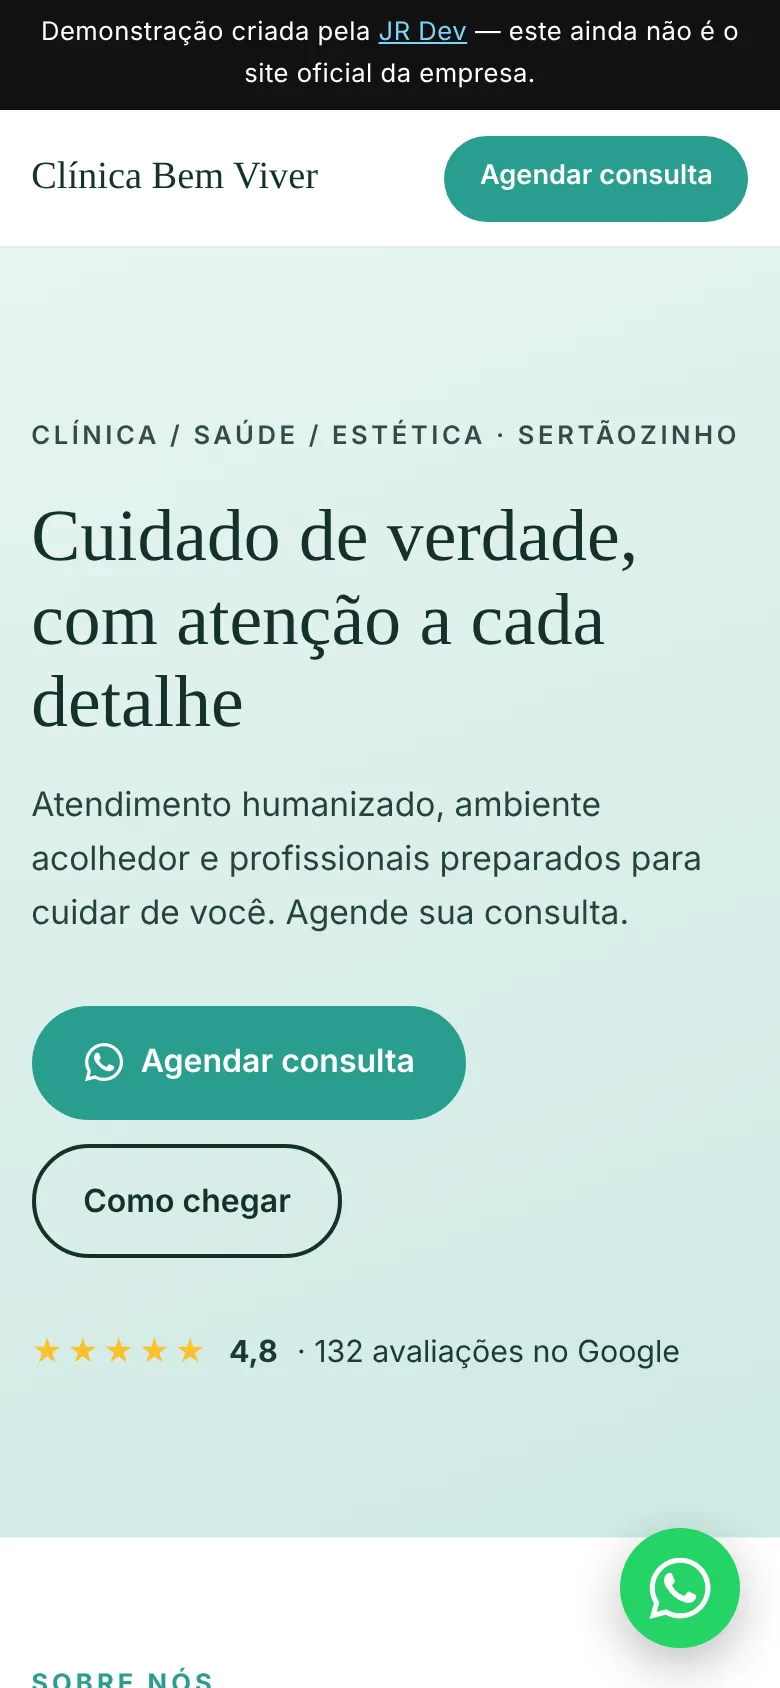 Demonstração criada pela JR Dev — este ainda não é o
site oficial da empresa.
Clínica Bem Viver
Agendar consulta
CLÍNICA / SAÚDE / ESTÉTICA · SERTÃOZINHO
Cuidado de verdade,
com atenção a cada
detalhe
Atendimento humanizado, ambiente
acolhedor e profissionais preparados para
cuidar de você. Agende sua consulta.
Agendar consulta
Como chegar
★★★★★ 4,8 · 132 avaliações no Google
SOBRE NÓS